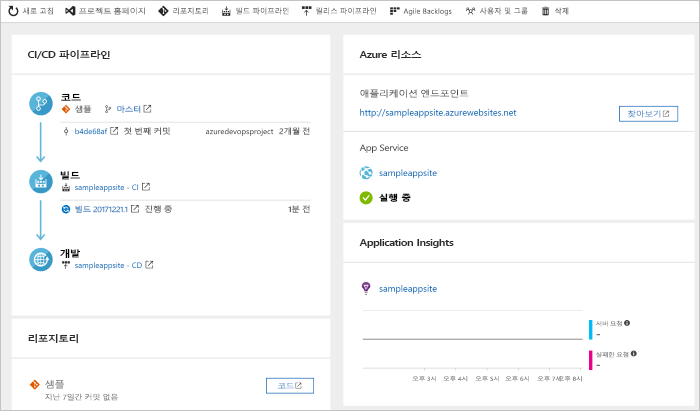 새로 고침 프로젝트 홈페이지 리포지토리 빌드 파이프라인 릴리스 파이프라인 Agile Backlogs 사용자 및 그룹 삭제
CI/CD 파이프라인
코드
샘플 마스터
b4de68af 첫 번째 커밋 azuredevopsproject 2개월 전
빌드
sampleappsite - CI
빌드 20171221.1 진행 중 1분 전
개발
sampleappsite - CD
리포지토리
샘플
지난 7일간 커밋 없음
코드
Azure 리소스
애플리케이션 엔드포인트
http://sampleappsite.azurewebsites.net
찾아보기
App Service
sampleappsite
실행 중
Application Insights
sampleappsite
서버 요청
--
실패한 요청
--
오후 3시 오후 4시 오후 5시 오후 6시 오후 7시 오후 8시